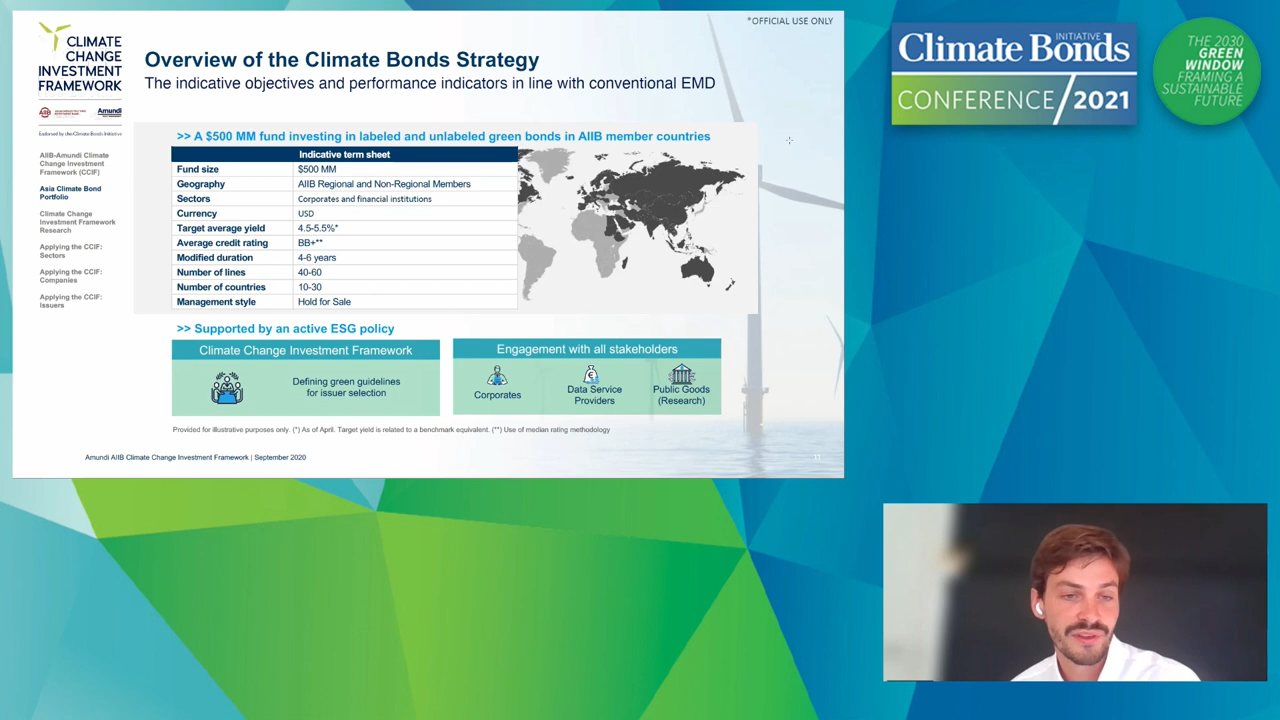 *OFFICIAL USE ONLY
CLIMATE
CHANGE
INVESTMENT
FRAMEWORK
AIIB
Amundi
Endorsed by the Climate Bonds Initiative
AIIB-Amundi Climate
Change Investment
Framework (CCIF)
Asia Climate Bond
Portfolio
Climate Change
Investment Framework
Research
Applying the CCIF:
Sectors
Applying the CCIF:
Companies
Applying the CCIF:
Issuers
Overview of the Climate Bonds Strategy
The indicative objectives and performance indicators in line with conventional EMD
>> A $500 MM fund investing in labeled and unlabeled green bonds in AIIB member countries
Indicative term sheet
Fund size $500 MM
Geography AIIB Regional and Non-Regional Members
Sectors Corporates and financial institutions
Currency USD
Target average yield 4.5-5.5%*
Average credit rating BB+**
Modified duration 4-6 years
Number of lines 40-60
Number of countries 10-30
Management style Hold for Sale
>> Supported by an active ESG policy
Climate Change Investment Framework
Defining green guidelines
for issuer selection
Engagement with all stakeholders
Corporates
Data Service
Providers
Public Goods
(Research)
Provided for illustrative purposes only. (*) As of April. Target yield is related to a benchmark equivalent. (**) Use of median rating methodology
Amundi AIIB Climate Change Investment Framework | September 2020
11
Climate Bonds
INITIATIVE
CONFERENCE/2021
THE 2030
GREEN
WINDOW
FRAMING A
SUSTAINABLE
FUTURE